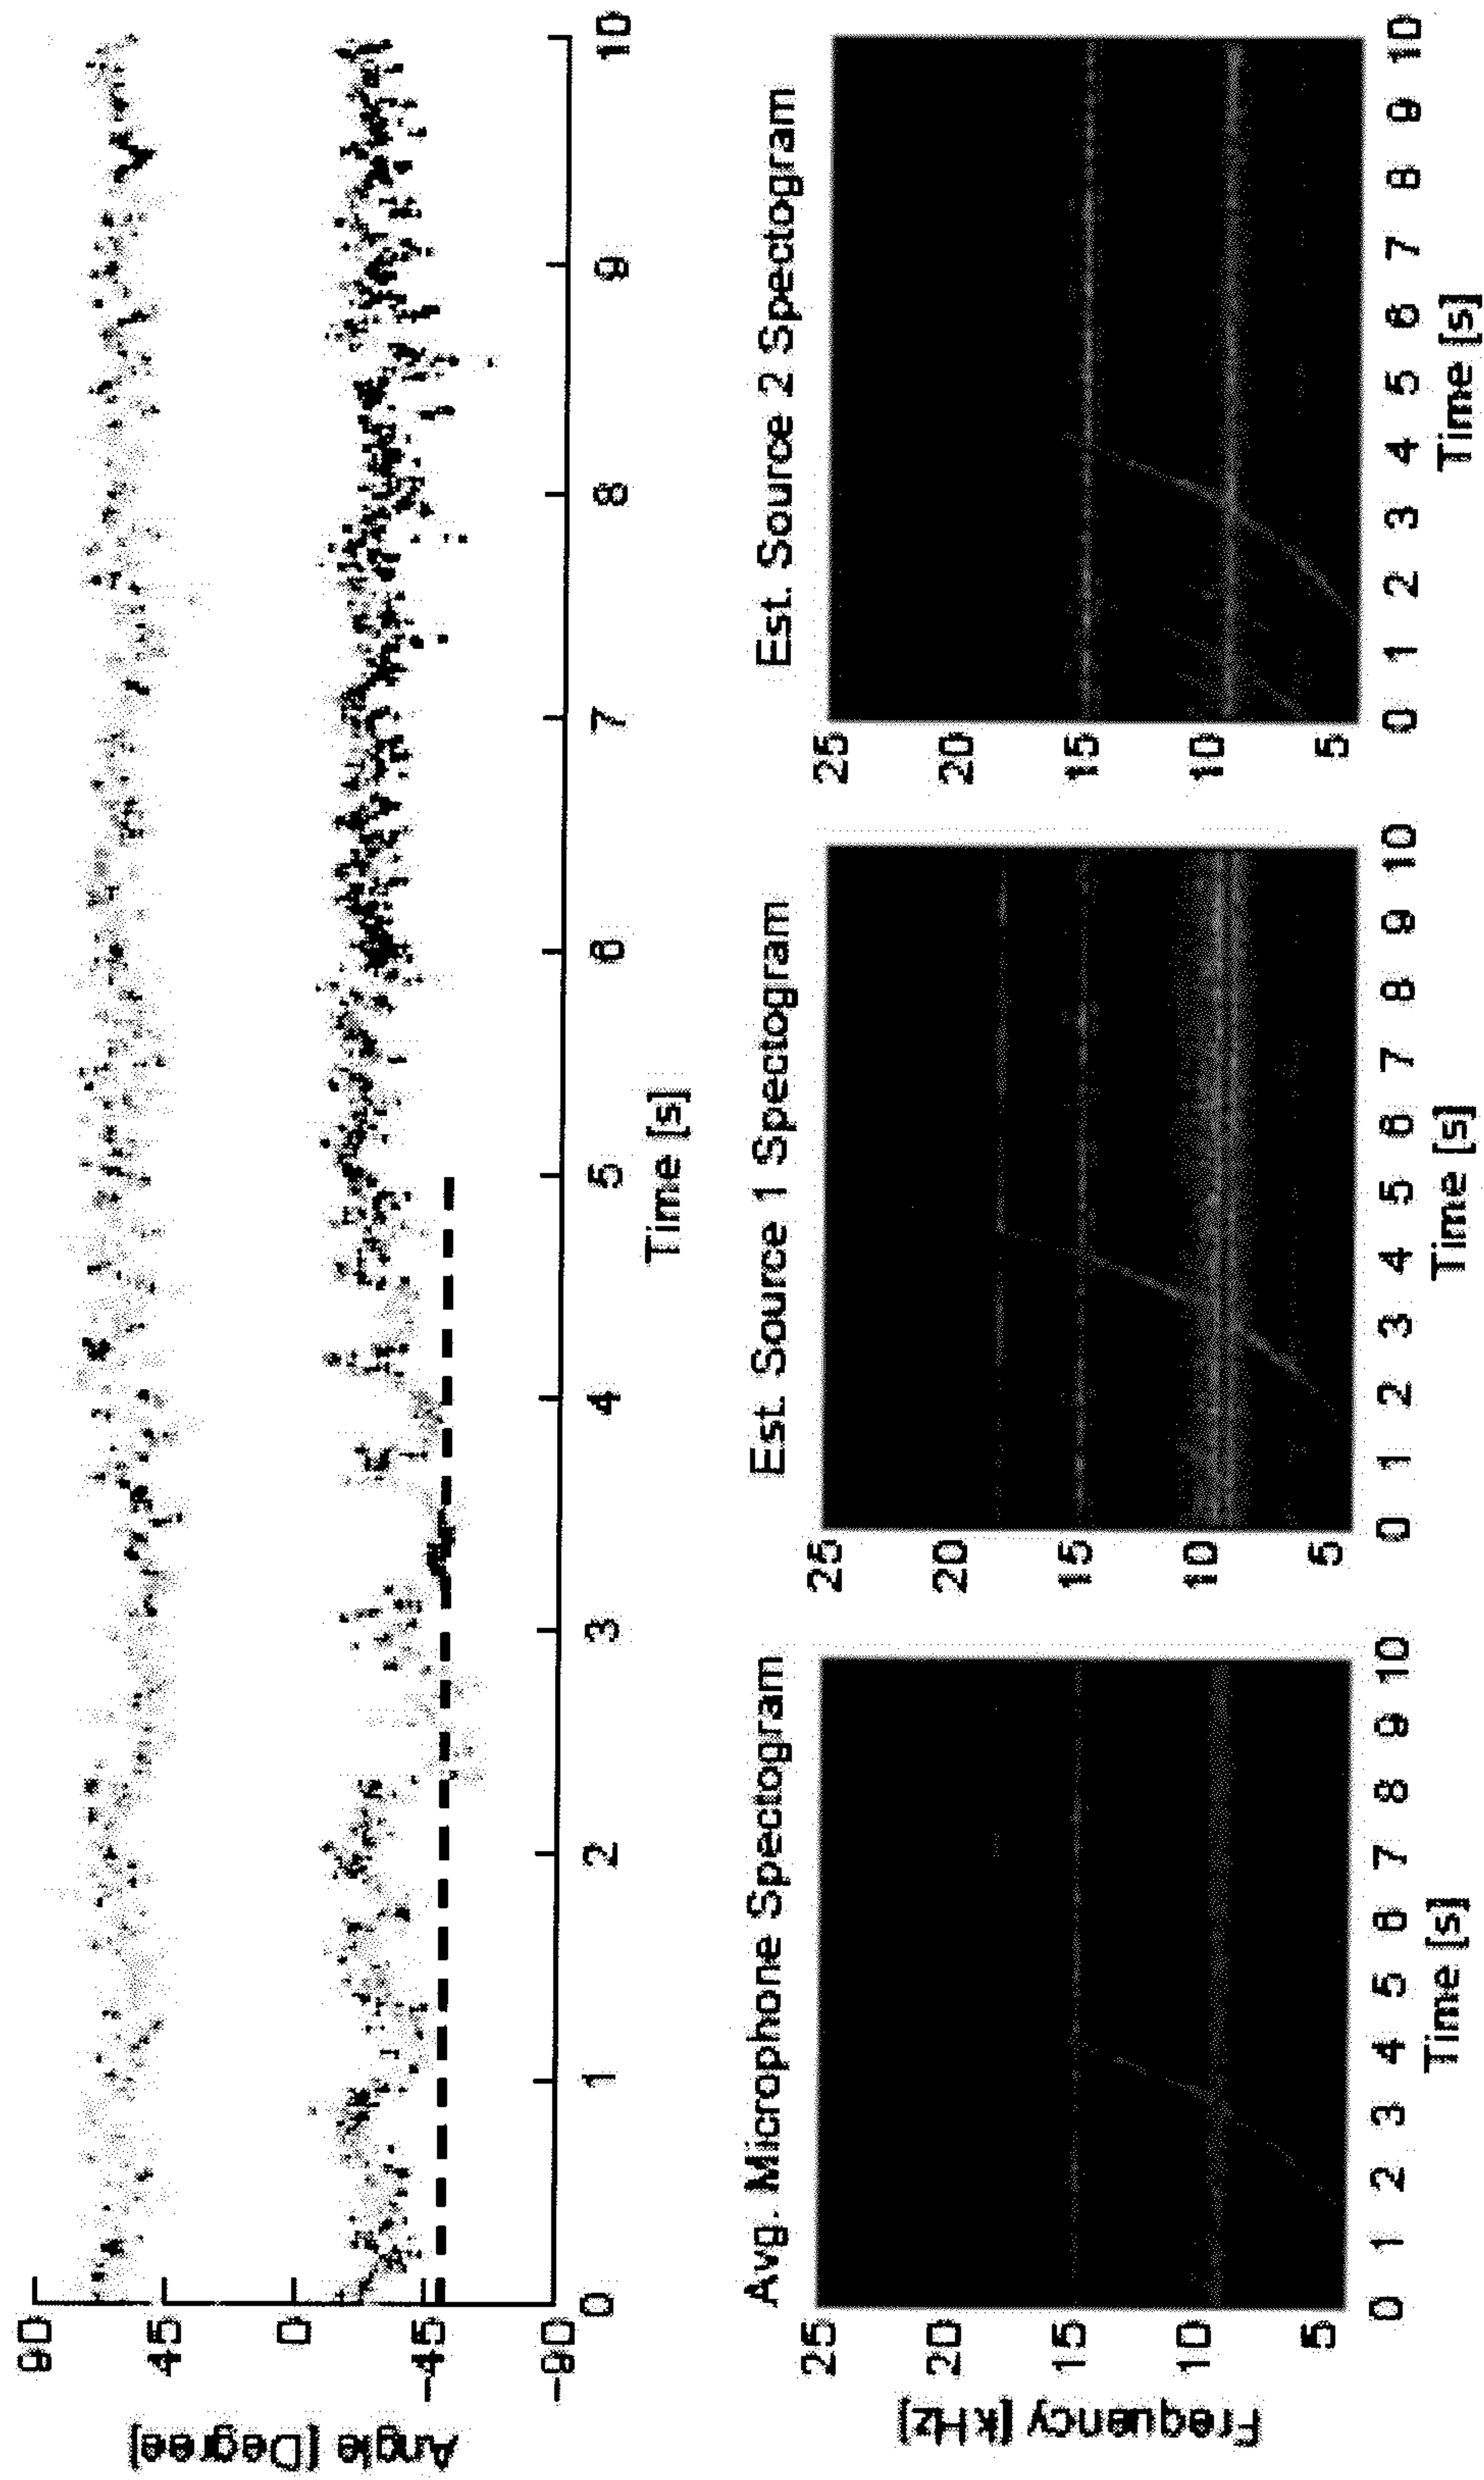 Angle [Degree]
90
45
0
-45
-90
0 1 2 3 4 5 6 7 8 9 10
Time [s]
Avg. Microphone Spectogram
Est. Source 1 Spectogram
Est. Source 2 Spectogram
Frequency [kHz]
25
20
15
10
5
0 1 2 3 4 5 6 7 8 9 10
Time [s]
25
20
15
10
5
0 1 2 3 4 5 6 7 8 9 10
Time [s]
25
20
15
10
5
0 1 2 3 4 5 6 7 8 9 10
Time [s]